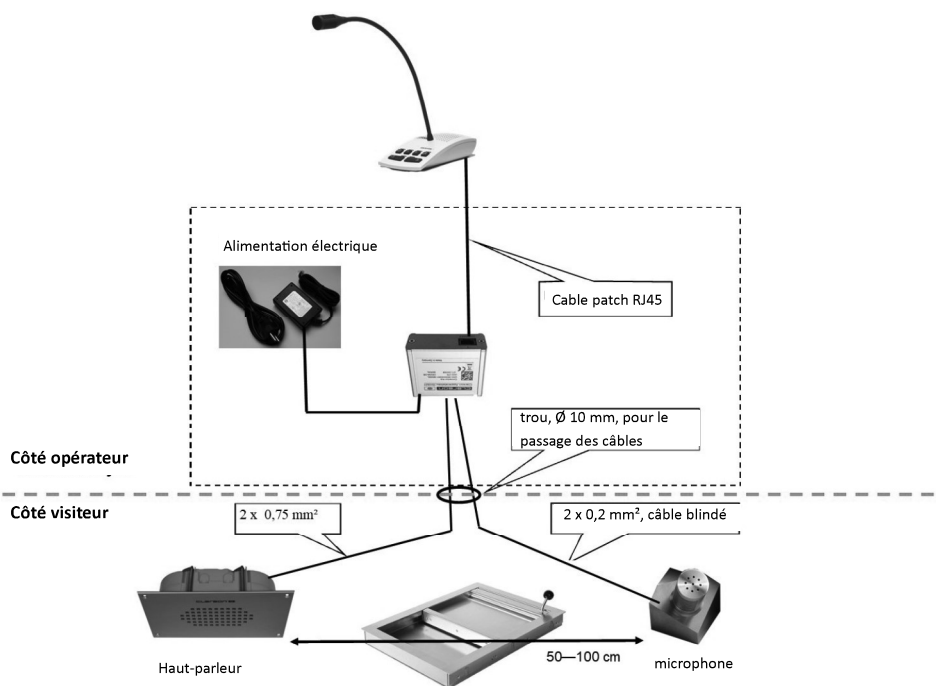 Alimentation électrique
Cable patch RJ45
trou, Ø 10 mm, pour le
passage des câbles
Côté opérateur
Côté visiteur
2 x 0,75 mm²
2 x 0,2 mm², câble blindé
50—100 cm
Haut-parleur
microphone